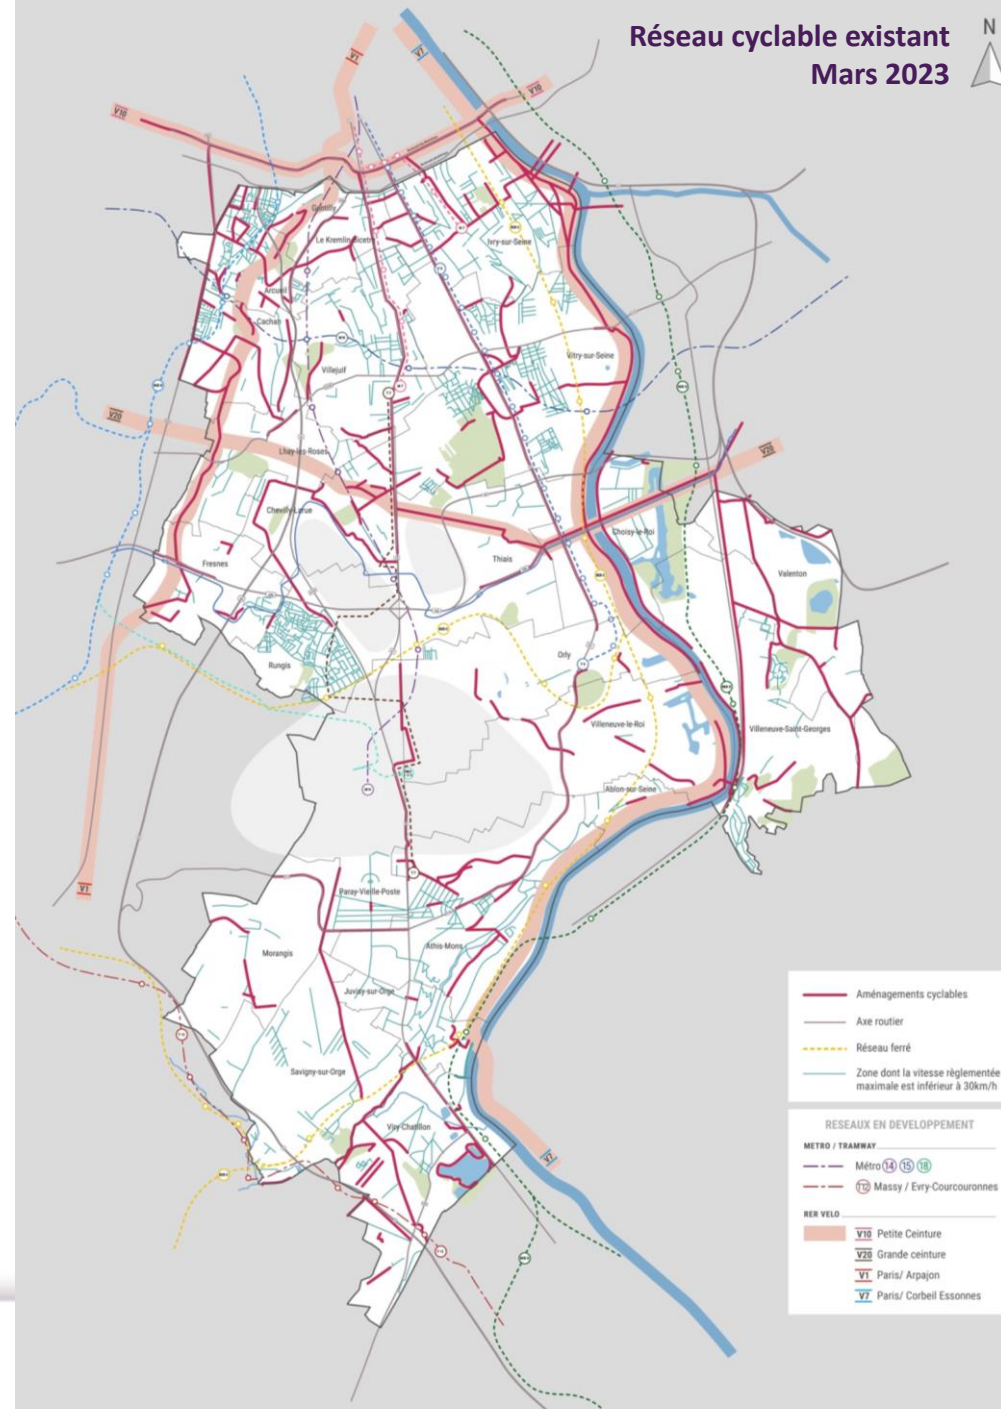 Réseau cyclable existant
Mars 2023
N
V1
V7
V10
V10
Gentilly
Le Kremlin-Bicetre
Ivry-sur-Seine
Arcueil
Cachan
Villejuif
Vitry-sur-Seine
V20
V20
Lhay-les-Roses
Chevilly-Larue
Choisy-le-Roi
Fresnes
Thiais
Valenton
Rungis
Orly
Villeneuve-le-Roi
Villeneuve-Saint-Georges
Ablon-sur-Seine
V1
Paray-Vieille-Poste
Athis-Mons
Morangis
Juvisy-sur-Orge
Savigny-sur-Orge
Viry-Chatillon
V7
Aménagements cyclables
Axe routier
Réseau ferré
Zone dont la vitesse règlementée
maximale est inférieur à 30km/h
RESEAUX EN DEVELOPPEMENT
METRO / TRAMWAY
Métro 14 15 18
T12 Massy / Evry-Courcouronnes
RER VELO
V10 Petite Ceinture
V20 Grande ceinture
V1 Paris/ Arpajon
V7 Paris/ Corbeil Essonnes